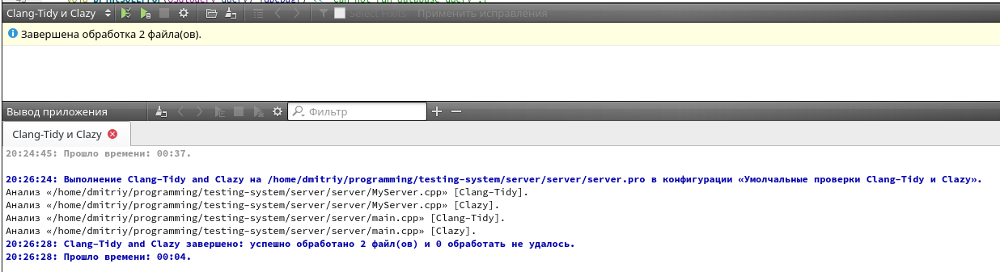 Clang-Tidy и Clazy Select Fixits Применить исправления
Завершена обработка 2 файла(ов).
Вывод приложения Фильтр
Clang-Tidy и Clazy
20:24:45: Прошло времени: 00:37.
20:26:24: Выполнение Clang-Tidy and Clazy на /home/dmitriy/programming/testing-system/server/server/server.pro в конфигурации «Умолчальные проверки Clang-Tidy и Clazy».
Анализ «/home/dmitriy/programming/testing-system/server/server/MyServer.cpp» [Clang-Tidy].
Анализ «/home/dmitriy/programming/testing-system/server/server/MyServer.cpp» [Clazy].
Анализ «/home/dmitriy/programming/testing-system/server/server/main.cpp» [Clang-Tidy].
Анализ «/home/dmitriy/programming/testing-system/server/server/main.cpp» [Clazy].
20:26:28: Clang-Tidy and Clazy завершено: успешно обработано 2 файл(ов) и 0 обработать не удалось.
20:26:28: Прошло времени: 00:04.